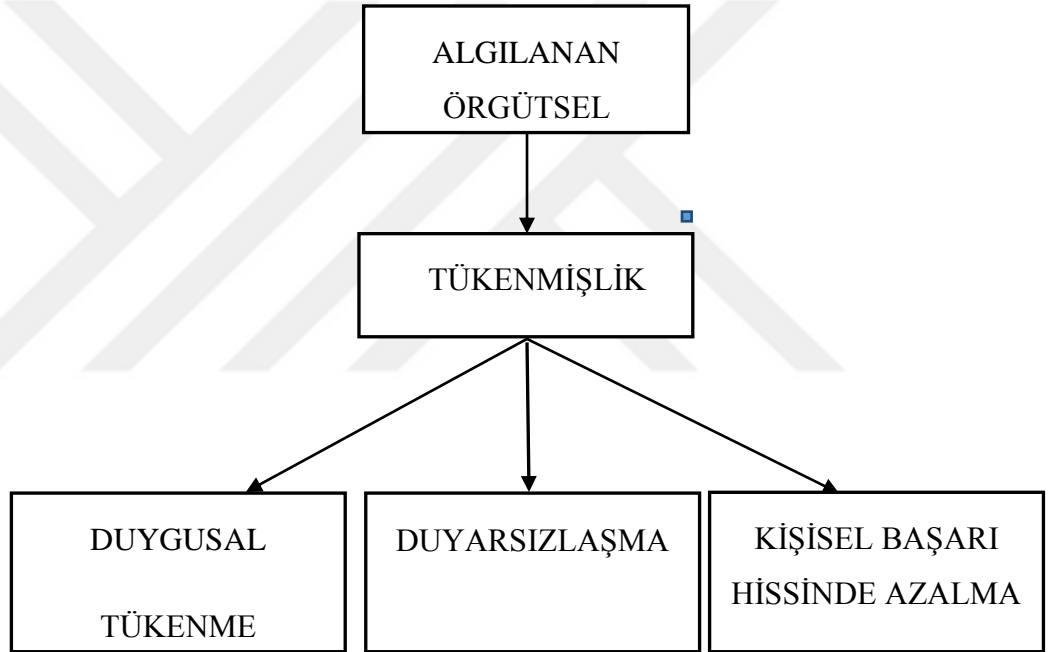 ALGILANAN
ÖRGÜTSEL
TÜKENMİŞLİK
DUYGUSAL
TÜKENME
DUYARSIZLAŞMA
KİŞİSEL BAŞARI
HİSSİNDE AZALMA